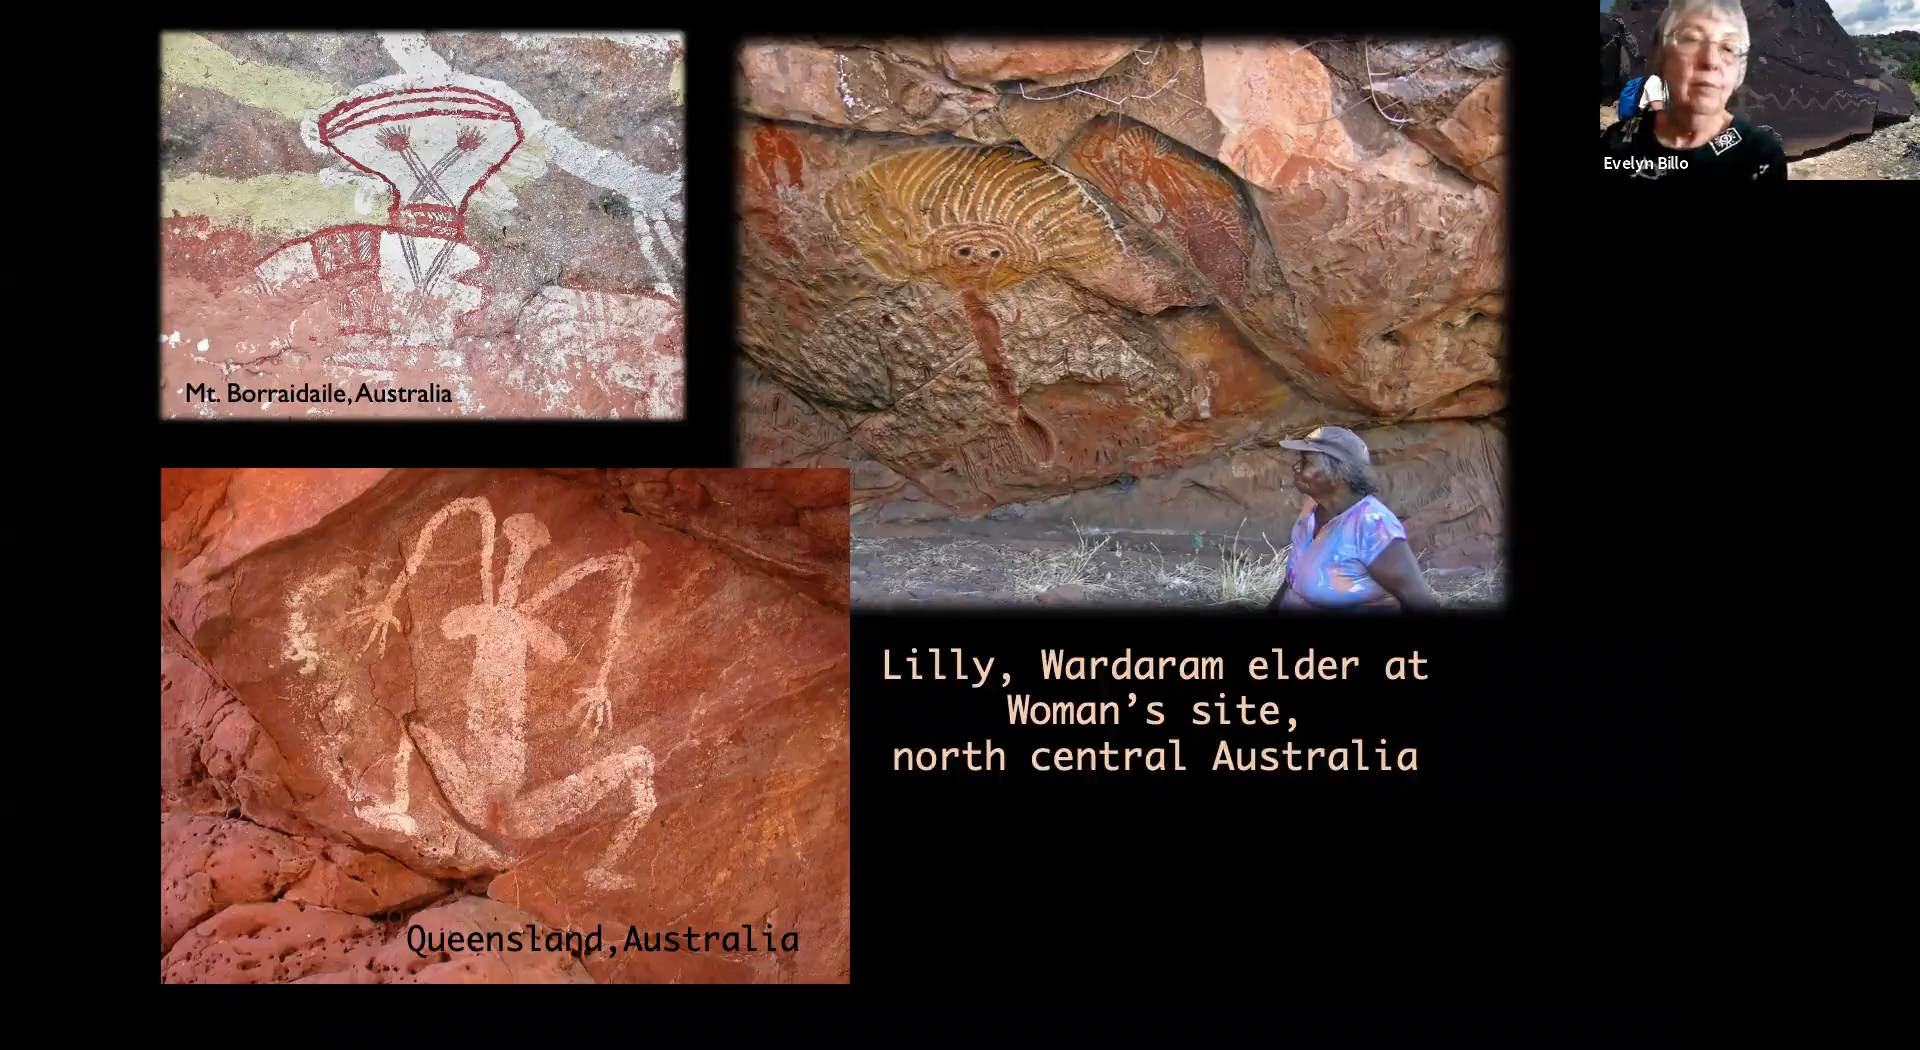 Evelyn Billo
Mt. Borraidaile, Australia
Lilly, Wardaram elder at
Woman's site,
north central Australia
Queensland, Australia